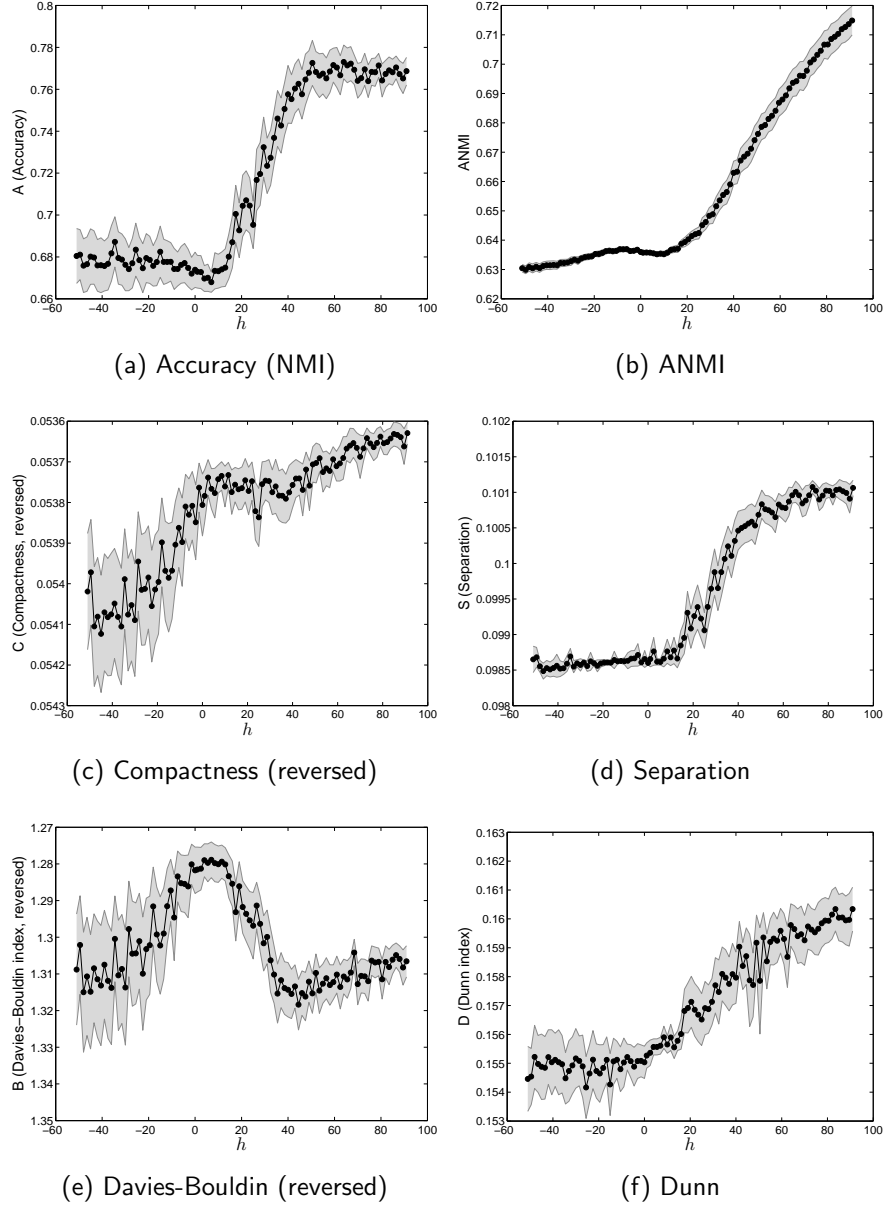 0.8
0.78
0.76
0.74
0.72
0.7
0.68
0.66
A (Accuracy)
−60 −40 −20 0 20 40 60 80 100
h
(a) Accuracy (NMI)
0.72
0.71
0.7
0.69
0.68
0.67
0.66
0.65
0.64
0.63
0.62
ANMI
−60 −40 −20 0 20 40 60 80 100
h
(b) ANMI
0.0536
0.0537
0.0538
0.0539
0.054
0.0541
0.0542
0.0543
C (Compactness, reversed)
−60 −40 −20 0 20 40 60 80 100
h
(c) Compactness (reversed)
0.102
0.1015
0.101
0.1005
0.1
0.0995
0.099
0.0985
0.098
S (Separation)
−60 −40 −20 0 20 40 60 80 100
h
(d) Separation
1.27
1.28
1.29
1.3
1.31
1.32
1.33
1.34
1.35
B (Davies−Bouldin index, reversed)
−60 −40 −20 0 20 40 60 80 100
h
(e) Davies-Bouldin (reversed)
0.163
0.162
0.161
0.16
0.159
0.158
0.157
0.156
0.155
0.154
0.153
D (Dunn index)
−60 −40 −20 0 20 40 60 80 100
h
(f) Dunn